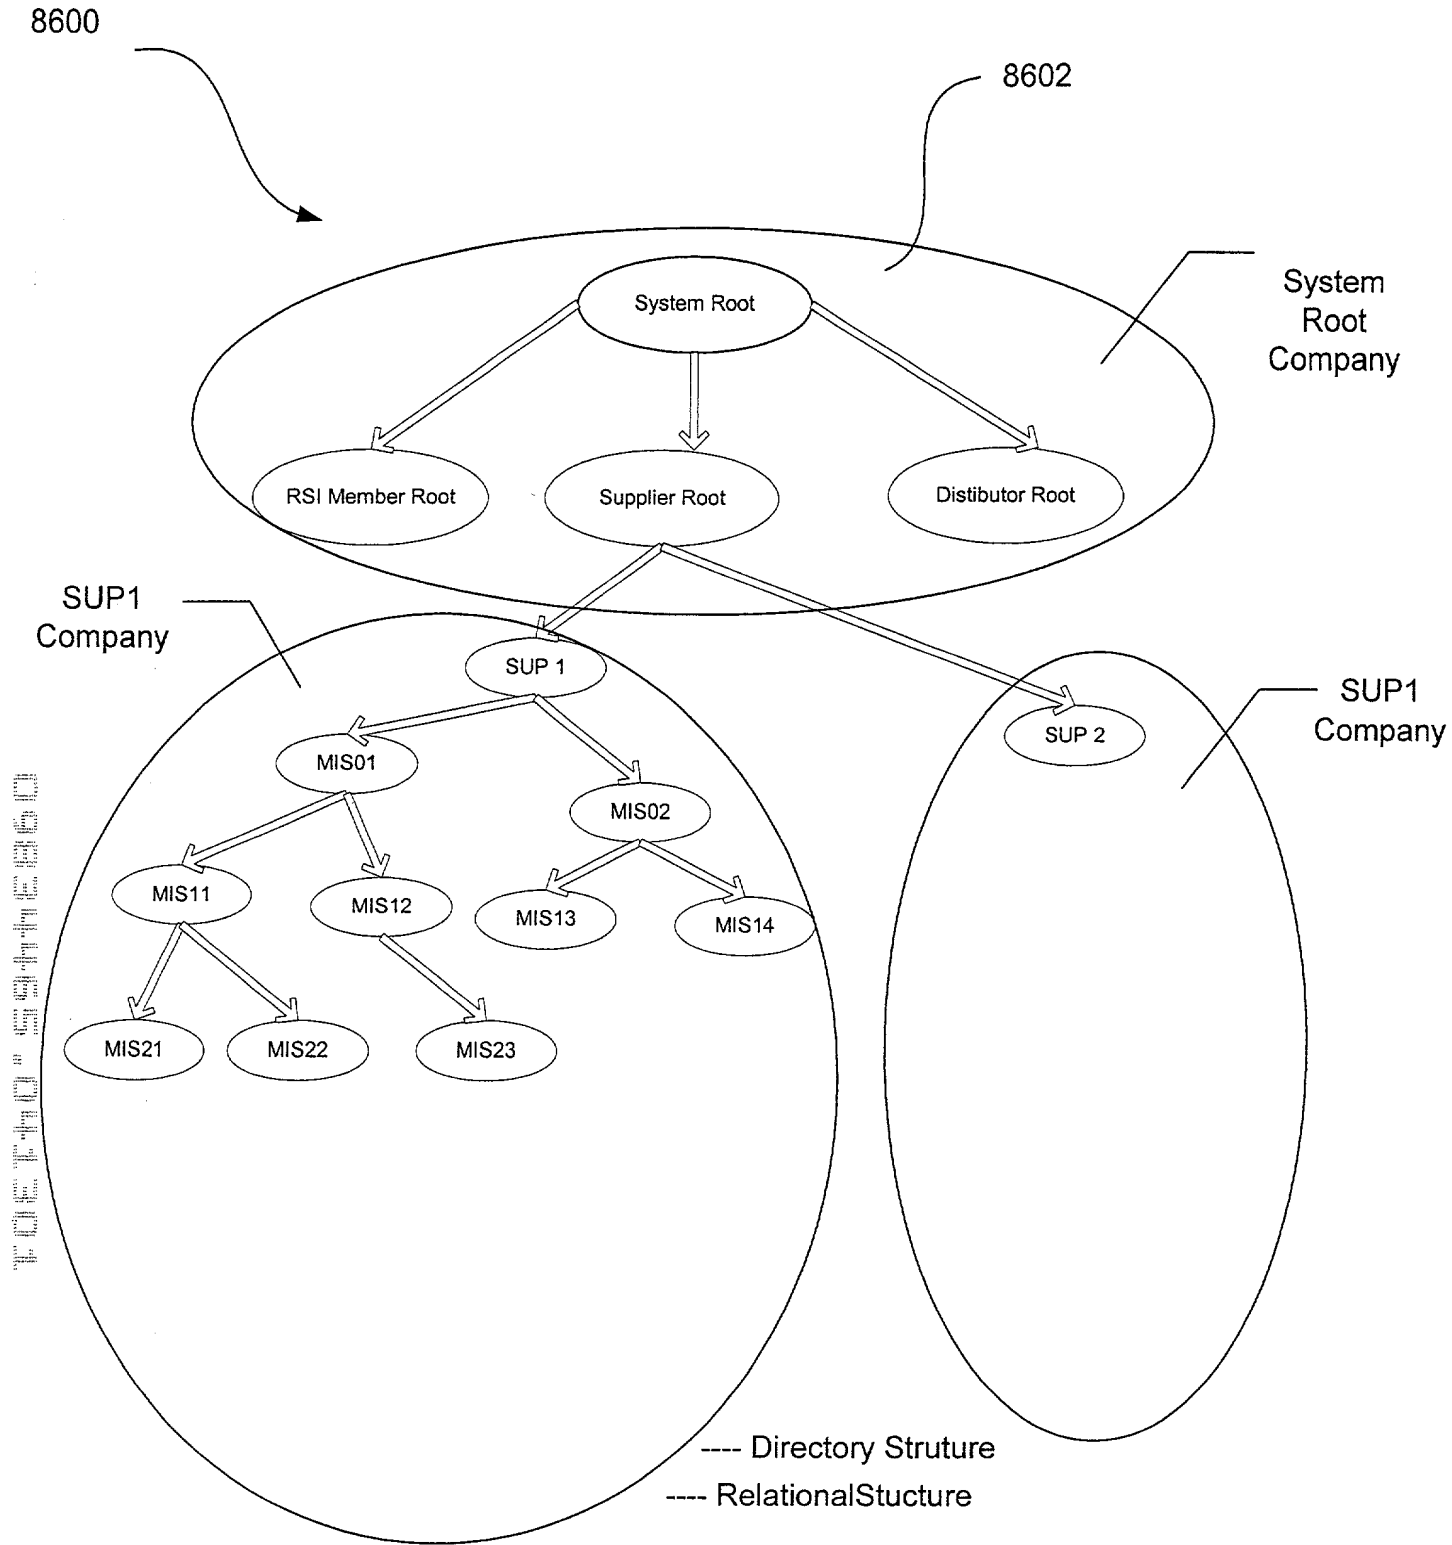 8600
8602
System
Root
Company
System Root
RSI Member Root
Supplier Root
Distibutor Root
SUP1
Company
SUP 1
SUP1
Company
SUP 2
MIS01
MIS02
MIS11
MIS12
MIS13
MIS14
MIS21
MIS22
MIS23
---- Directory Struture
---- RelationalStucture